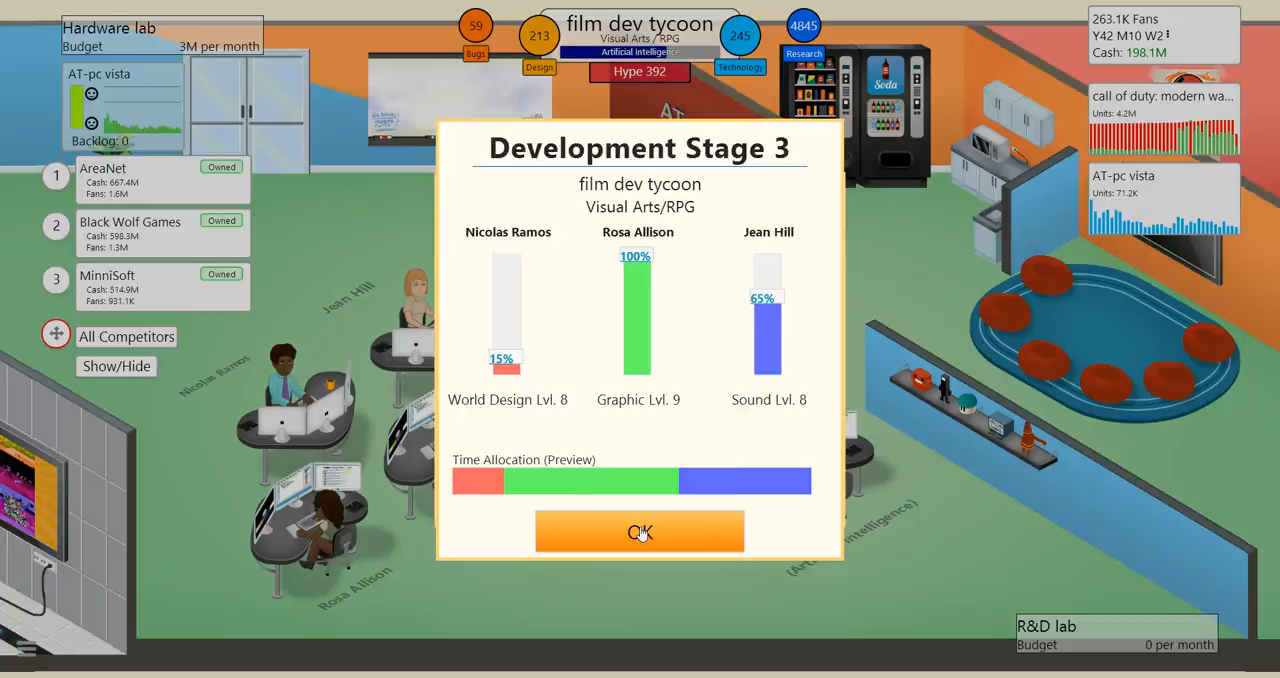 Hardware lab
Budget 3M per month
AT-pc vista
Backlog: 0
1
AreaNet
Owned
Cash: 667.4M
Fans: 1.6M
2
Black Wolf Games
Owned
Cash: 598.3M
Fans: 1.3M
3
MinniSoft
Owned
Cash: 514.9M
Fans: 931.1K
All Competitors
Show/Hide
59
Bugs
213
Design
film dev tycoon
Visual Arts / RPG
Artificial Intelligence
Hype 392
245
Technology
4845
Research
Soda
AT
263.1K Fans
Y42 M10 W2
Cash: 198.1M
call of duty: modern wa...
Units: 4.2M
AT-pc vista
Units: 71.2K
Development Stage 3
film dev tycoon
Visual Arts/RPG
Nicolas Ramos Rosa Allison Jean Hill
15% 100% 65%
World Design Lvl. 8 Graphic Lvl. 9 Sound Lvl. 8
Time Allocation (Preview)
OK
Jean Hill
Nicolas Ramos
Rosa Allison
R&D lab
Budget 0 per month